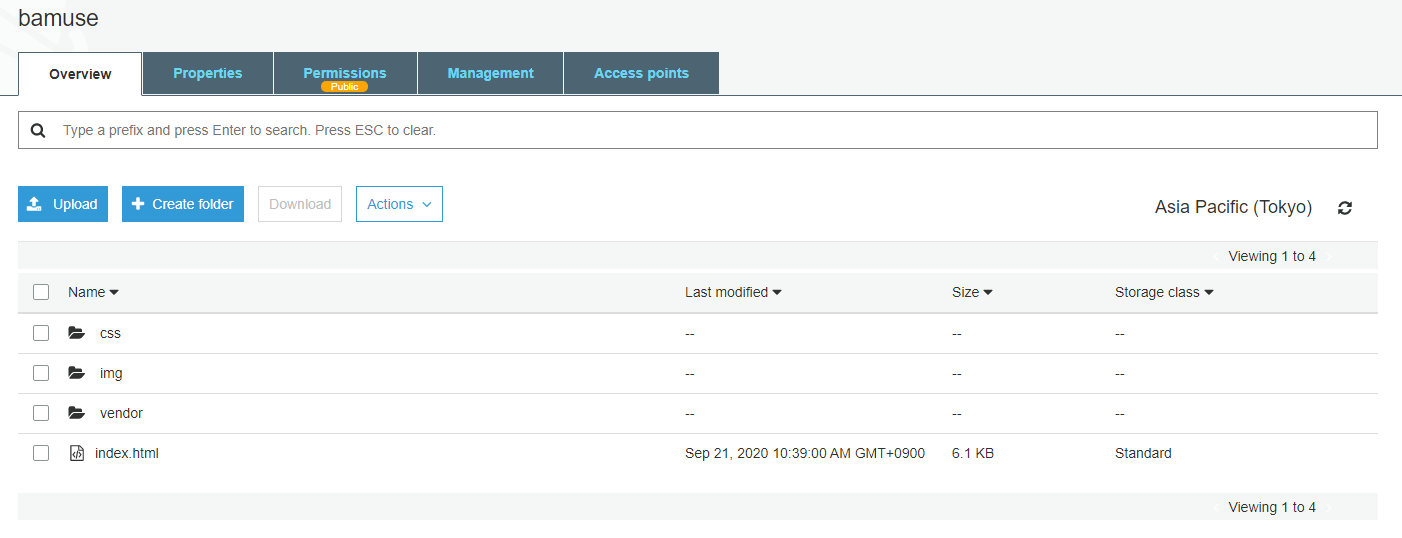 bamuse
Overview Properties Permissions Management Access points
Public
Type a prefix and press Enter to search. Press ESC to clear.
Upload Create folder Download Actions
Asia Pacific (Tokyo)
Viewing 1 to 4
Name Last modified Size Storage class
css -- -- --
img -- -- --
vendor -- -- --
index.html Sep 21, 2020 10:39:00 AM GMT+0900 6.1 KB Standard
Viewing 1 to 4